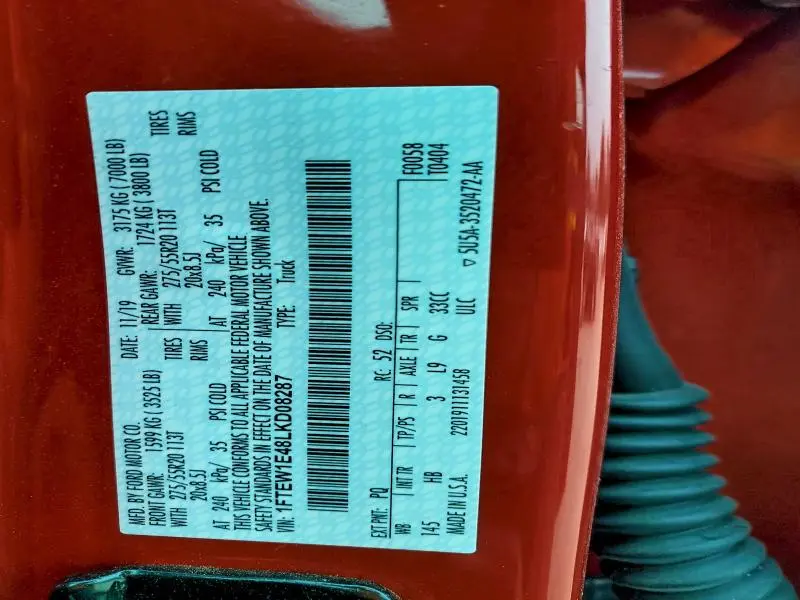 MFD. BY FORD MOTOR CO. DATE: 11/19 GVWR: 3175 KG ( 7000 LB)
FRONT GAWR: 1599 KG ( 3525 LB) REAR GAWR: 1724 KG ( 3800 LB)
WITH 275/55R20 113T TIRES WITH 275/55R20 113T TIRES
20x8.5J RIMS 20x8.5J RIMS
AT 240 kPa/ 35 PSI COLD AT 240 kPa/ 35 PSI COLD
THIS VEHICLE CONFORMS TO ALL APPLICABLE FEDERAL MOTOR VEHICLE
SAFETY STANDARDS IN EFFECT ON THE DATE OF MANUFACTURE SHOWN ABOVE.
VIN: 1FTEW1E48LKD08287 TYPE: Truck
F0058
T0404
EXT PNT: PQ RC: 52 DSO:
WB INT TR TP/PS R AXLE TR SPR
145 HB 3 L9 G 33CC
MADE IN U.S.A. 2201911131458 ULC ▽ 5U5A-3520472-AA